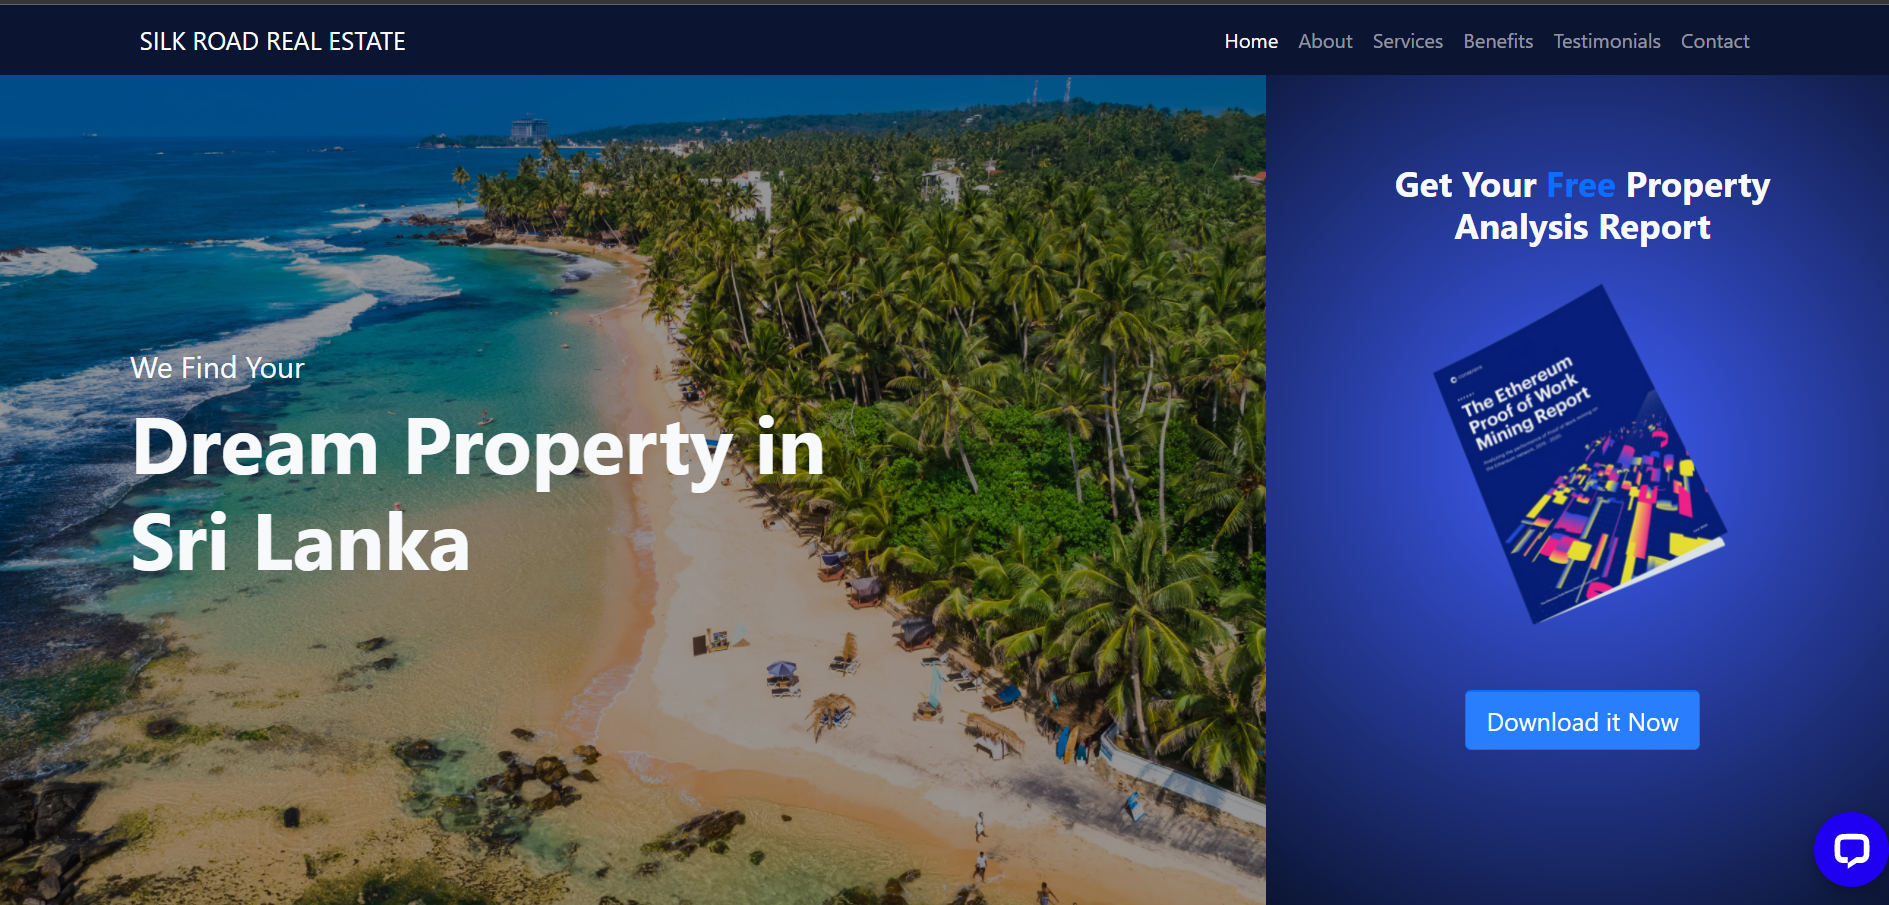 SILK ROAD REAL ESTATE
Home About Services Benefits Testimonials Contact
We Find Your
Dream Property in
Sri Lanka
Get Your Free Property
Analysis Report
REPORT
The Ethereum
Proof of Work
Mining Report
Download it Now